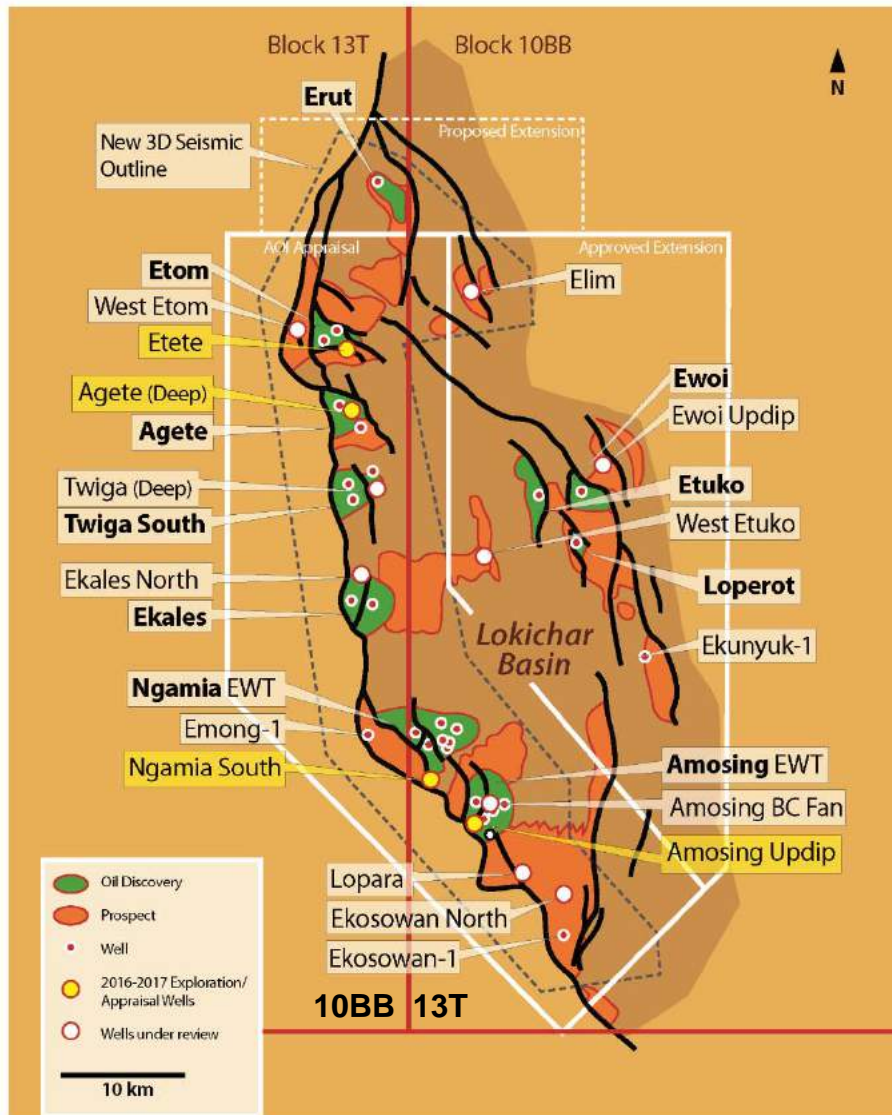 Block 13T
Block 10BB
N
Erut
Proposed Extension
New 3D Seismic
Outline
AOI Appraisal
Approved Extension
Etom
West Etom
Etete
Elim
Agete (Deep)
Agete
Ewoi
Ewoi Updip
Twiga (Deep)
Twiga South
Etuko
West Etuko
Ekales North
Ekales
Loperot
Lokichar
Basin
Ekunyuk-1
Ngamia EWT
Emong-1
Ngamia South
Amosing EWT
Amosing BC Fan
Amosing Updip
Lopara
Ekosowan North
Ekosowan-1
Oil Discovery
Prospect
Well
2016-2017 Exploration/
Appraisal Wells
Wells under review
10 km
10BB 13T